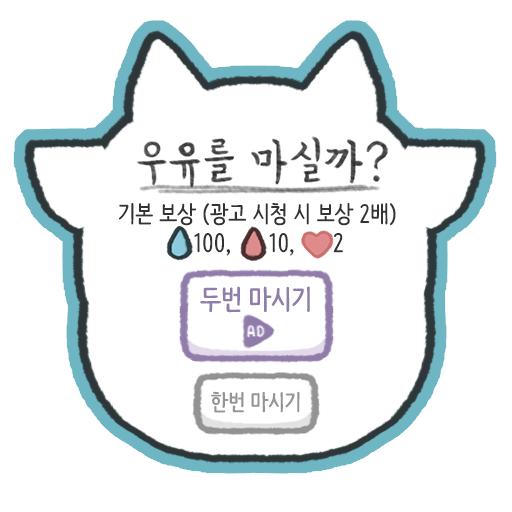 우유를 마실까?
기본 보상 (광고 시청 시 보상 2배)
100, 10, 2
두번 마시기
AD
한번 마시기